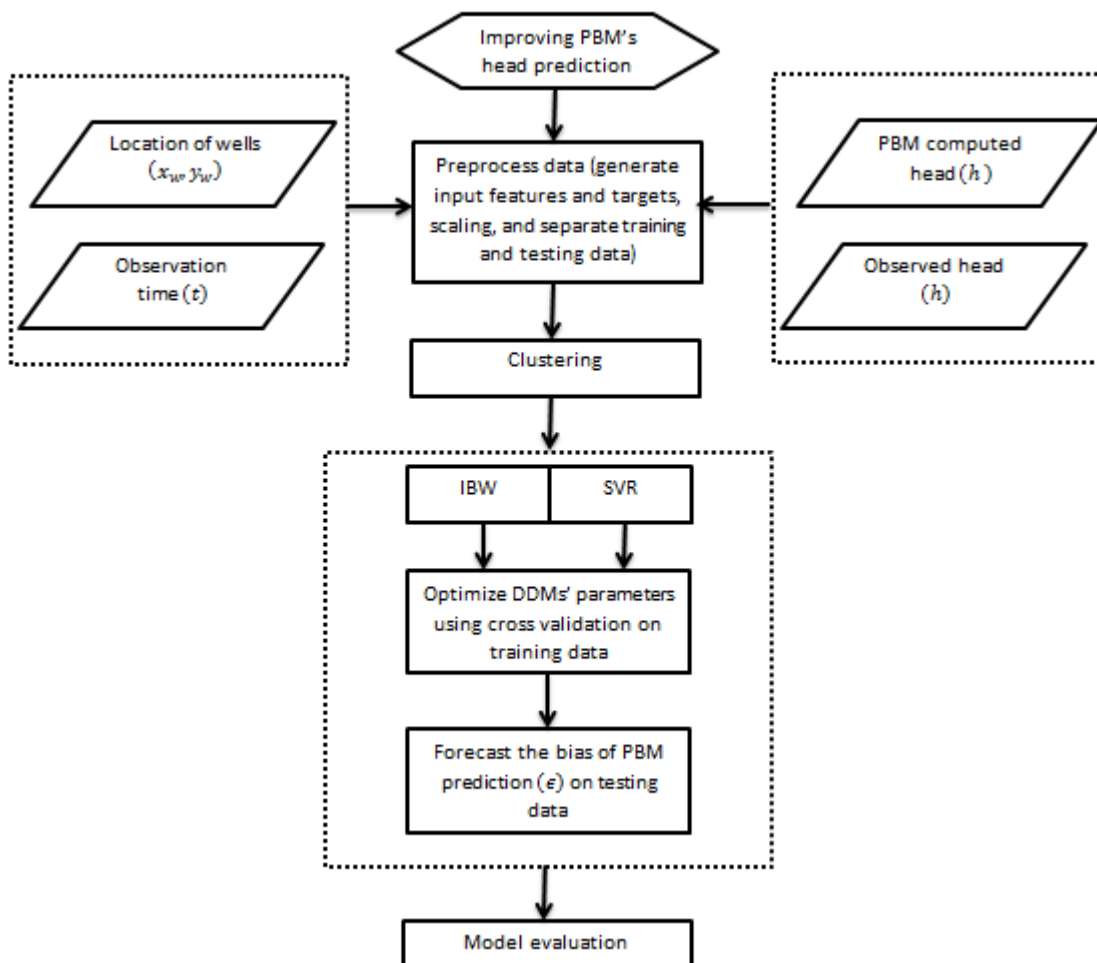 Improving PBM's
head prediction
Location of wells
(x_w, y_w)
Observation
time (t)
Preprocess data (generate
input features and targets,
scaling, and separate training
and testing data)
PBM computed
head (h)
Observed head
(h)
Clustering
IBW
SVR
Optimize DDMs' parameters
using cross validation on
training data
Forecast the bias of PBM
prediction (ϵ) on testing
data
Model evaluation